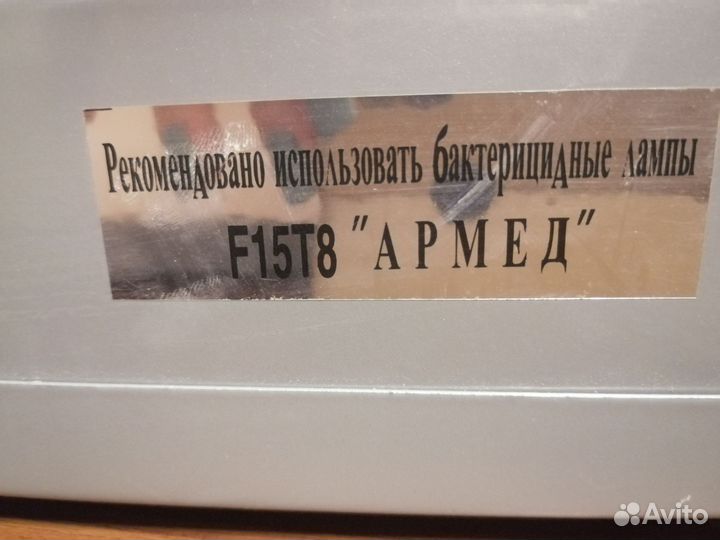 Рекомендовано использовать бактерицидные лампы
F15T8 "АРМЕД"
Avito